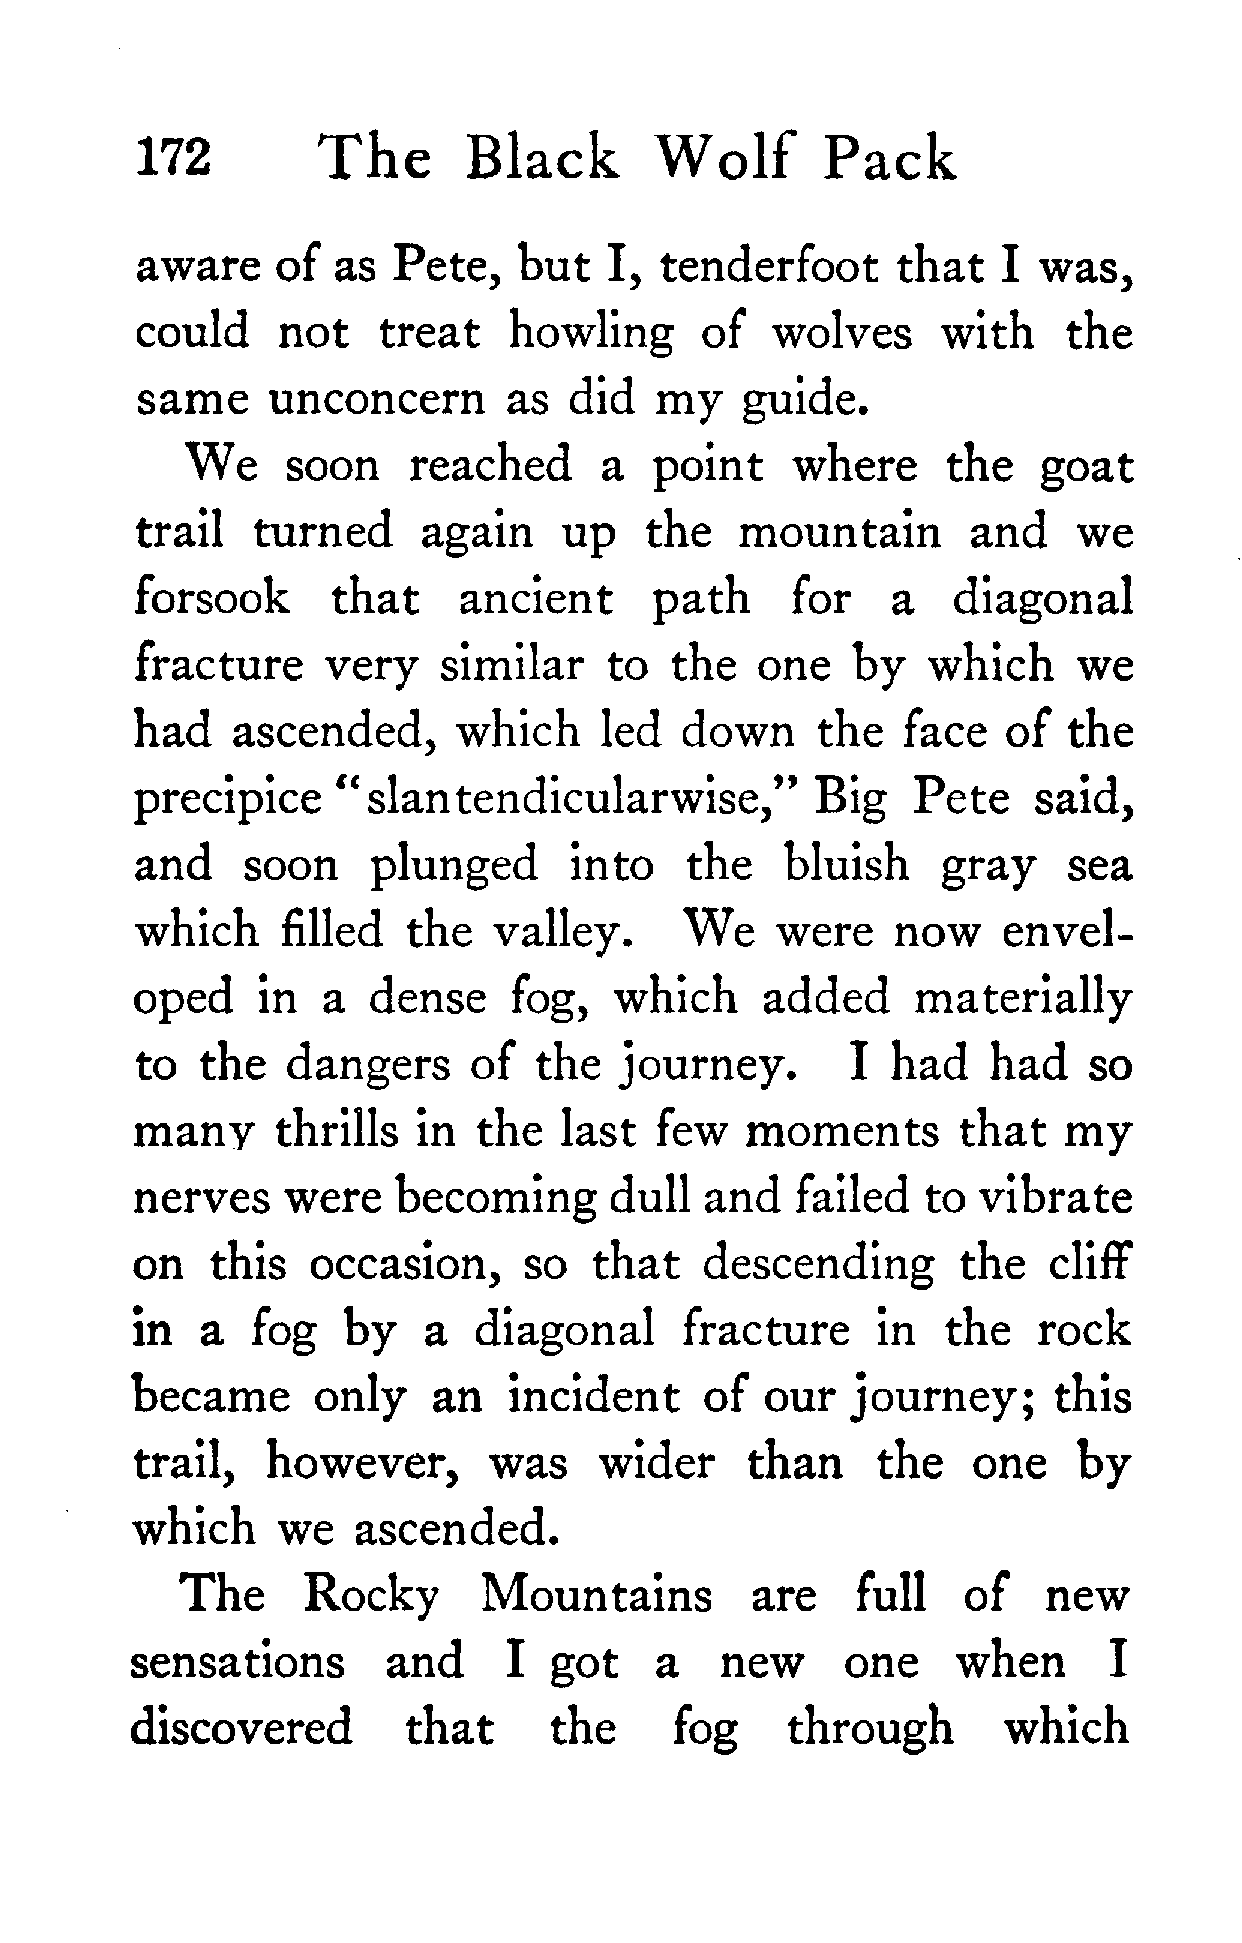 172 The Black Wolf Pack
aware of as Pete, but I, tenderfoot that I was,
could not treat howling of wolves with the
same unconcern as did my guide.
We soon reached a point where the goat
trail turned again up the mountain and we
forsook that ancient path for a diagonal
fracture very similar to the one by which we
had ascended, which led down the face of the
precipice “slantendicularwise,” Big Pete said,
and soon plunged into the bluish gray sea
which filled the valley. We were now envel-
oped in a dense fog, which added materially
to the dangers of the journey. I had had so
many thrills in the last few moments that my
nerves were becoming dull and failed to vibrate
on this occasion, so that descending the cliff
in a fog by a diagonal fracture in the rock
became only an incident of our journey; this
trail, however, was wider than the one by
which we ascended.
The Rocky Mountains are full of new
sensations and I got a new one when I
discovered that the fog through which